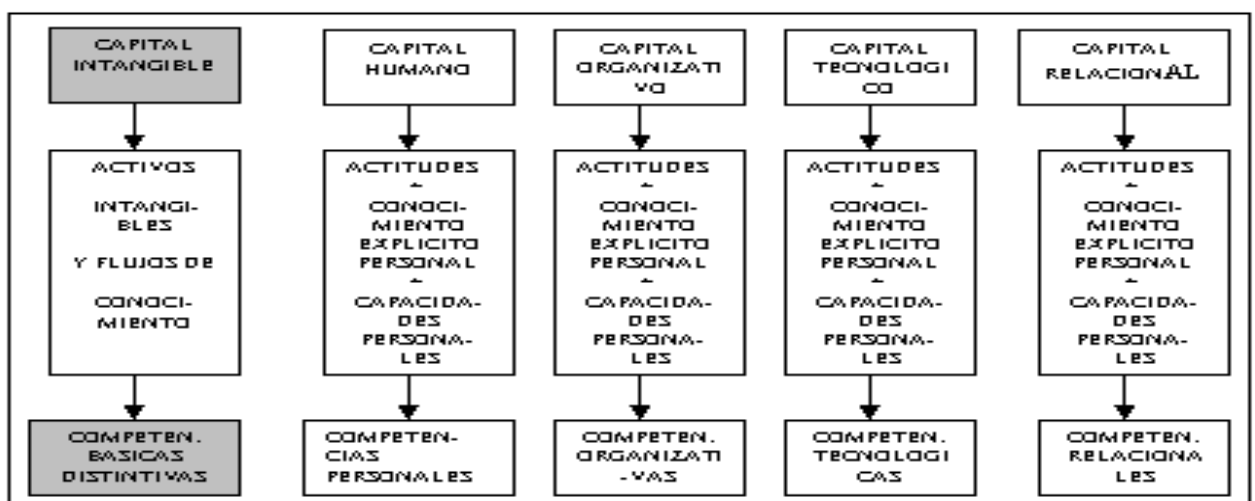 CAPITAL
INTANGIBLE
CAPITAL
HUMANO
CAPITAL
ORGANIZATI
VO
CAPITAL
TECNOLOGI
CO
CAPITAL
RELACIONAL
ACTIVOS
INTANGI-
BLES
Y FLUJOS DE
CONOCI-
MIENTO
ACTITUDES
+
CONOCI-
MIENTO
EXPLICITO
PERSONAL
+
CAPACIDA-
DES
PERSONA-
LES
ACTITUDES
+
CONOCI-
MIENTO
EXPLICITO
PERSONAL
+
CAPACIDA-
DES
PERSONA-
LES
ACTITUDES
+
CONOCI-
MIENTO
EXPLICITO
PERSONAL
+
CAPACIDA-
DES
PERSONA-
LES
ACTITUDES
+
CONOCI-
MIENTO
EXPLICITO
PERSONAL
+
CAPACIDA-
DES
PERSONA-
LES
COMPETEN.
BASICAS
DISTINTIVAS
COMPETEN-
CIAS
PERSONALES
COMPETEN.
ORGANIZATI
-VAS
COMPETEN.
TECNOLOGI
CAS
COMPETEN.
RELACIONA
LES